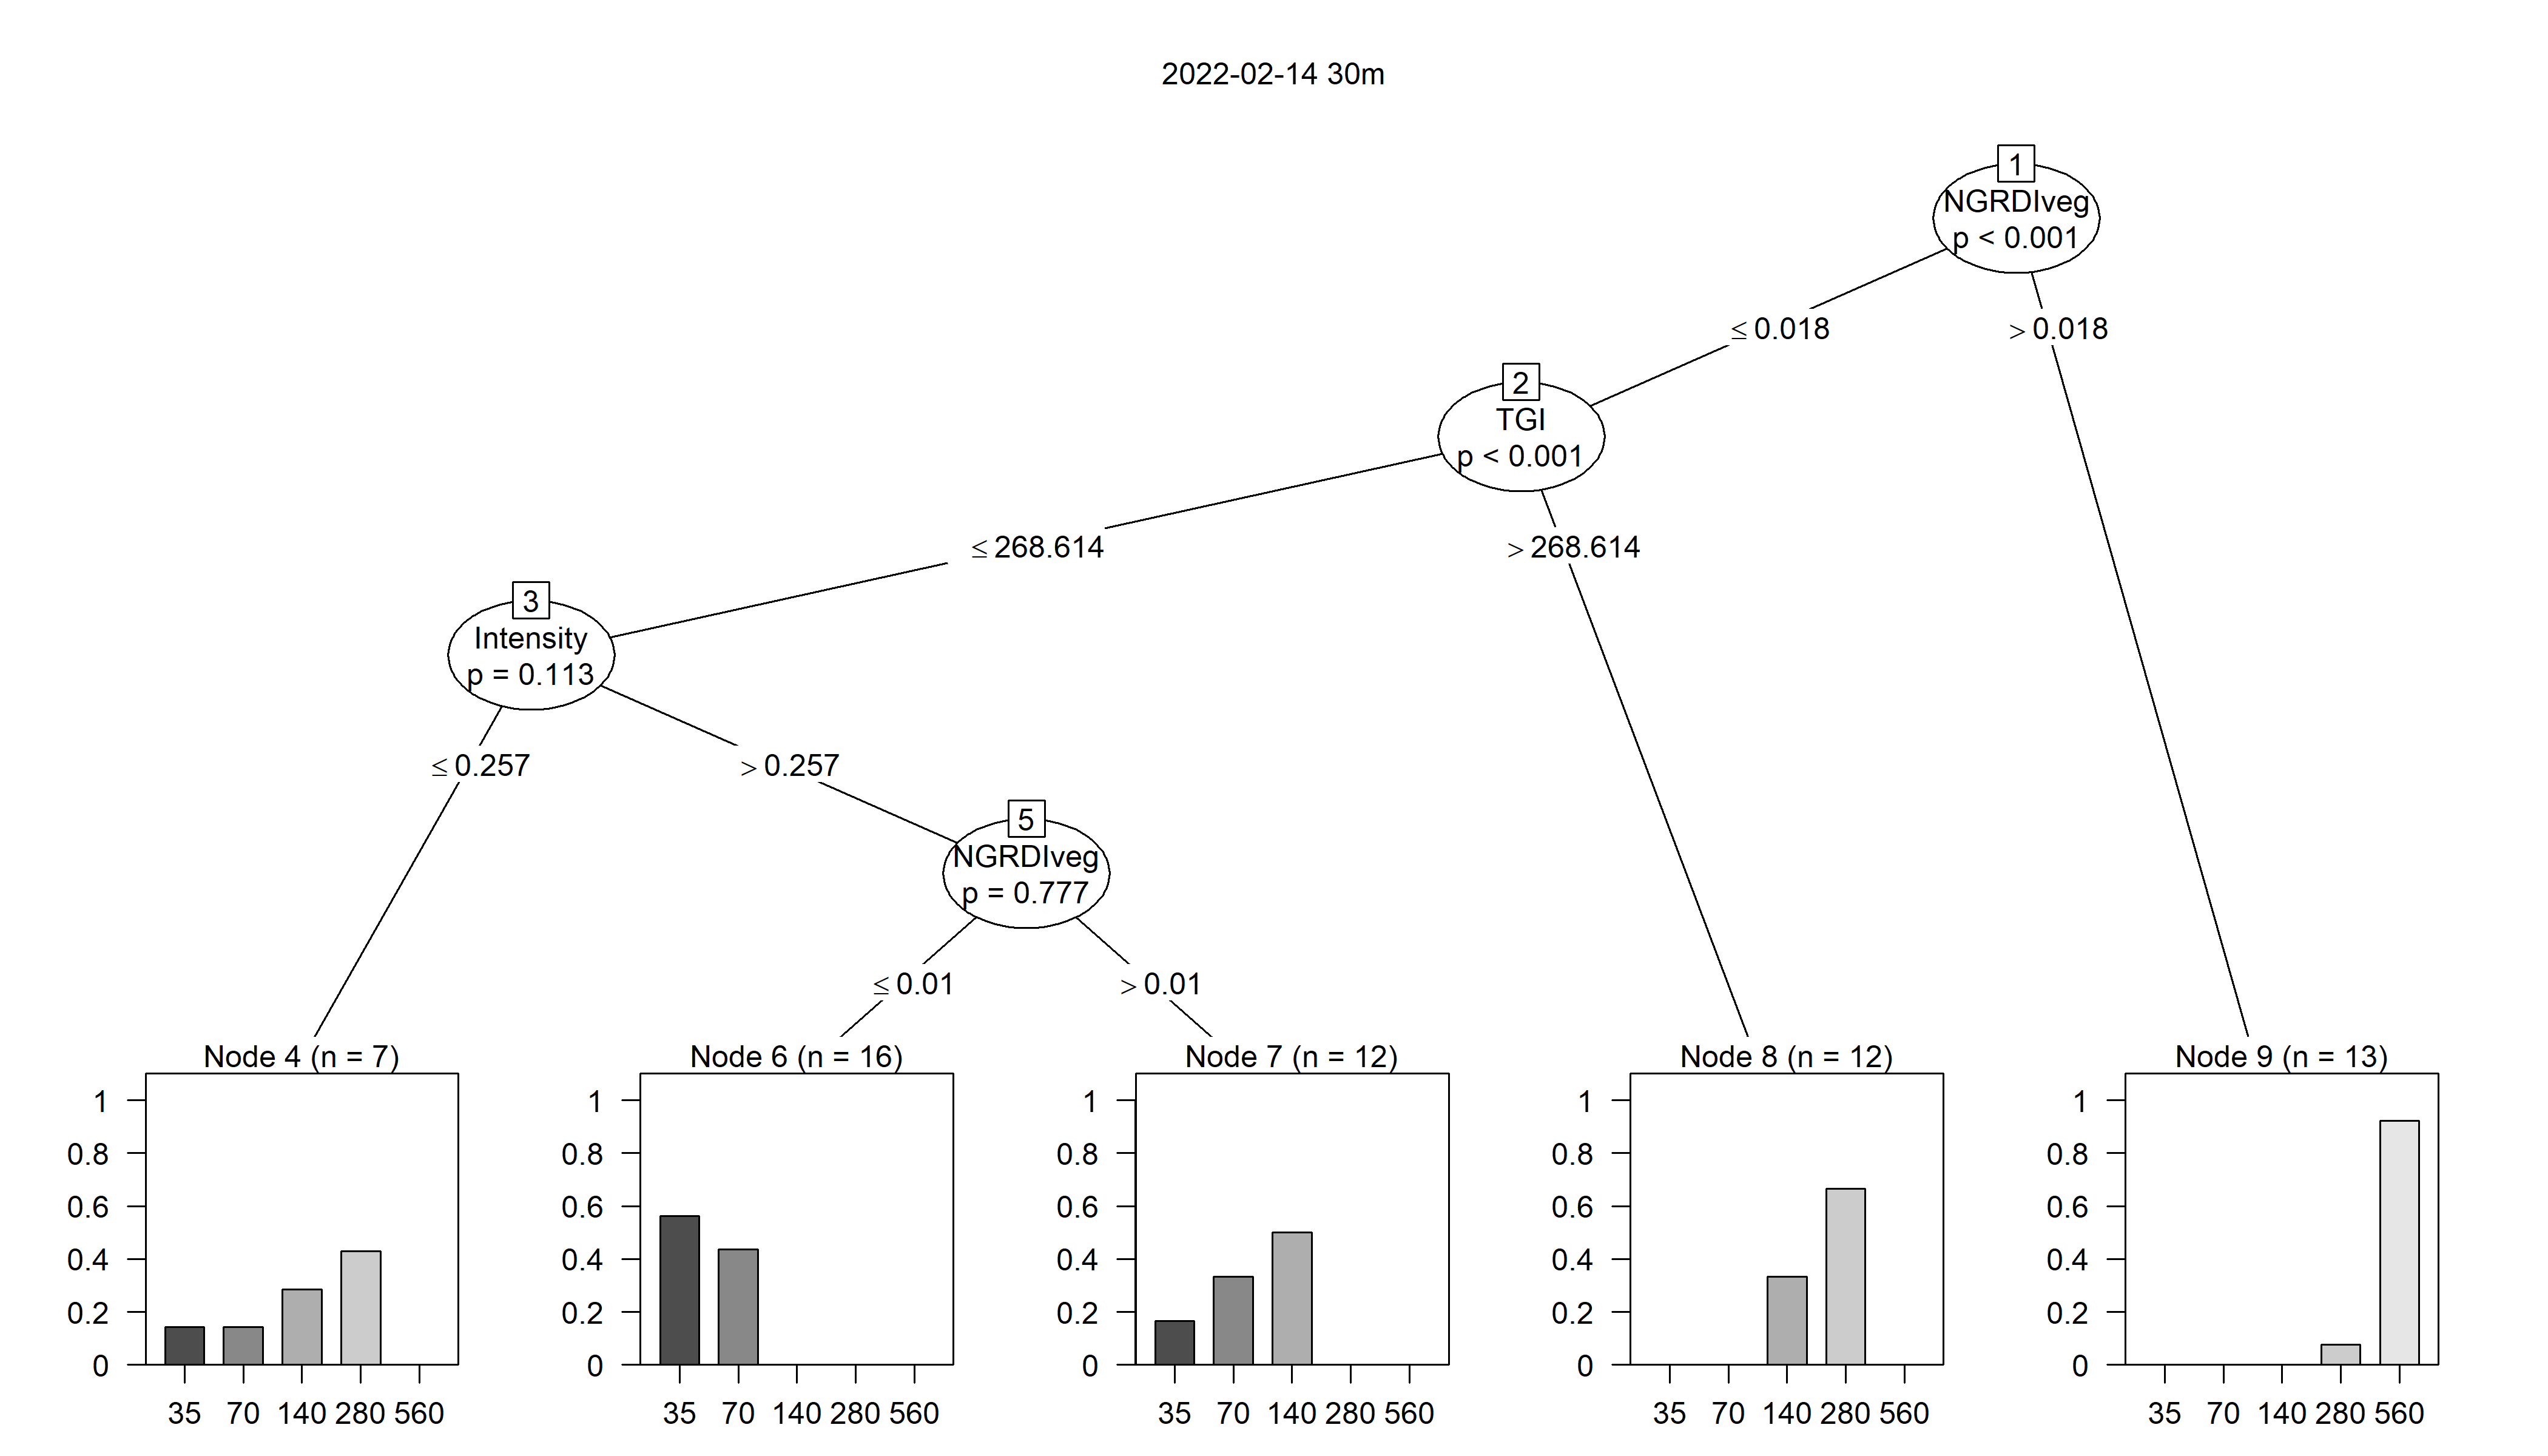 2022-02-14 30m
1
NGRDIveg
p < 0.001
≤ 0.018
> 0.018
2
TGI
p < 0.001
≤ 268.614
> 268.614
3
Intensity
p = 0.113
≤ 0.257
> 0.257
5
NGRDIveg
p = 0.777
≤ 0.01
> 0.01
Node 4 (n = 7)
1
0.8
0.6
0.4
0.2
0
35 70 140 280 560
Node 6 (n = 16)
1
0.8
0.6
0.4
0.2
0
35 70 140 280 560
Node 7 (n = 12)
1
0.8
0.6
0.4
0.2
0
35 70 140 280 560
Node 8 (n = 12)
1
0.8
0.6
0.4
0.2
0
35 70 140 280 560
Node 9 (n = 13)
1
0.8
0.6
0.4
0.2
0
35 70 140 280 560